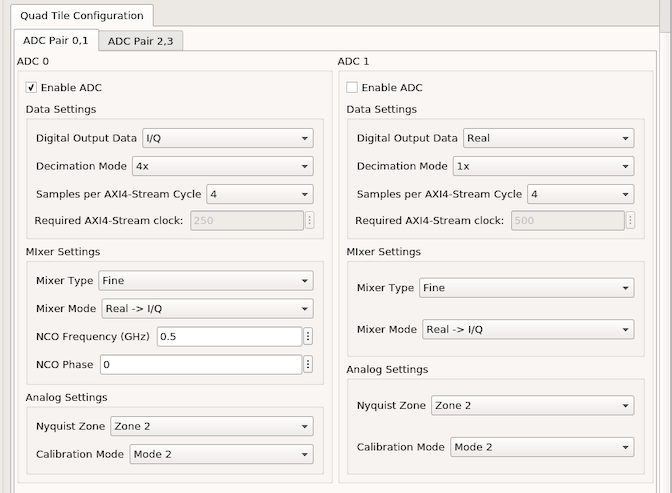 Quad Tile Configuration
ADC Pair 0,1 ADC Pair 2,3
ADC 0
Enable ADC
Data Settings
Digital Output Data I/Q
Decimation Mode 4x
Samples per AXI4-Stream Cycle 4
Required AXI4-Stream clock: 250
MIxer Settings
Mixer Type Fine
Mixer Mode Real -> I/Q
NCO Frequency (GHz) 0.5
NCO Phase 0
Analog Settings
Nyquist Zone Zone 2
Calibration Mode Mode 2
ADC 1
Enable ADC
Data Settings
Digital Output Data Real
Decimation Mode 1x
Samples per AXI4-Stream Cycle 4
Required AXI4-Stream clock: 500
MIxer Settings
Mixer Type Fine
Mixer Mode Real -> I/Q
Analog Settings
Nyquist Zone Zone 2
Calibration Mode Mode 2